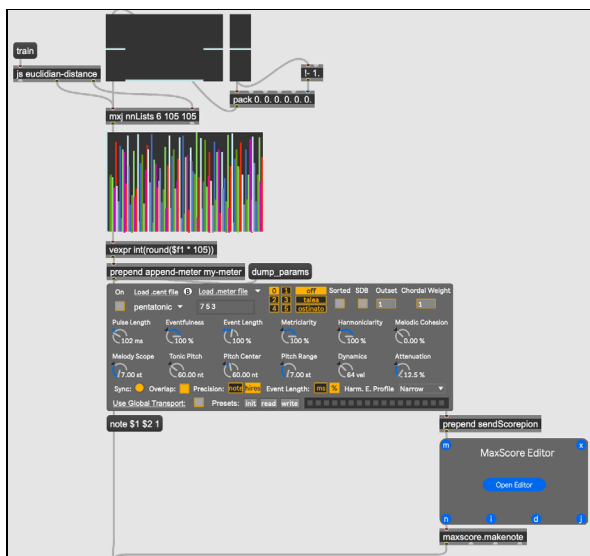 train
js euclidian-distance
!- 1.
pack 0. 0. 0. 0. 0. 0.
mxj nnLists 6 105 105
vexpr int(round($f1 * 105))
prepend append-meter my-meter
dump_params
On Load .cent file B Load .meter file 0 1 off Sorted SDB Outset Chordal Weight
pentatonic 7 5 3 2 3 talea 1 1
4 5 ostinato
Pulse Length Eventfulness Event Length Metriclarity Harmoniclarity Melodic Cohesion
102 ms 100 % 100 % 100 % 100 % 0.00 %
Melody Scope Tonic Pitch Pitch Center Pitch Range Dynamics Attenuation
7.00 st 60.00 nt 60.00 nt 7.00 st 64 vel 12.5 %
Sync: Overlap: Precision: note hires Event Length: ms % Harm. E. Profile Narrow
Use Global Transport: Presets: init read write
note $1 $2 1
prepend sendScorepion
m x
MaxScore Editor
Open Editor
n i d j
maxscore.makenote